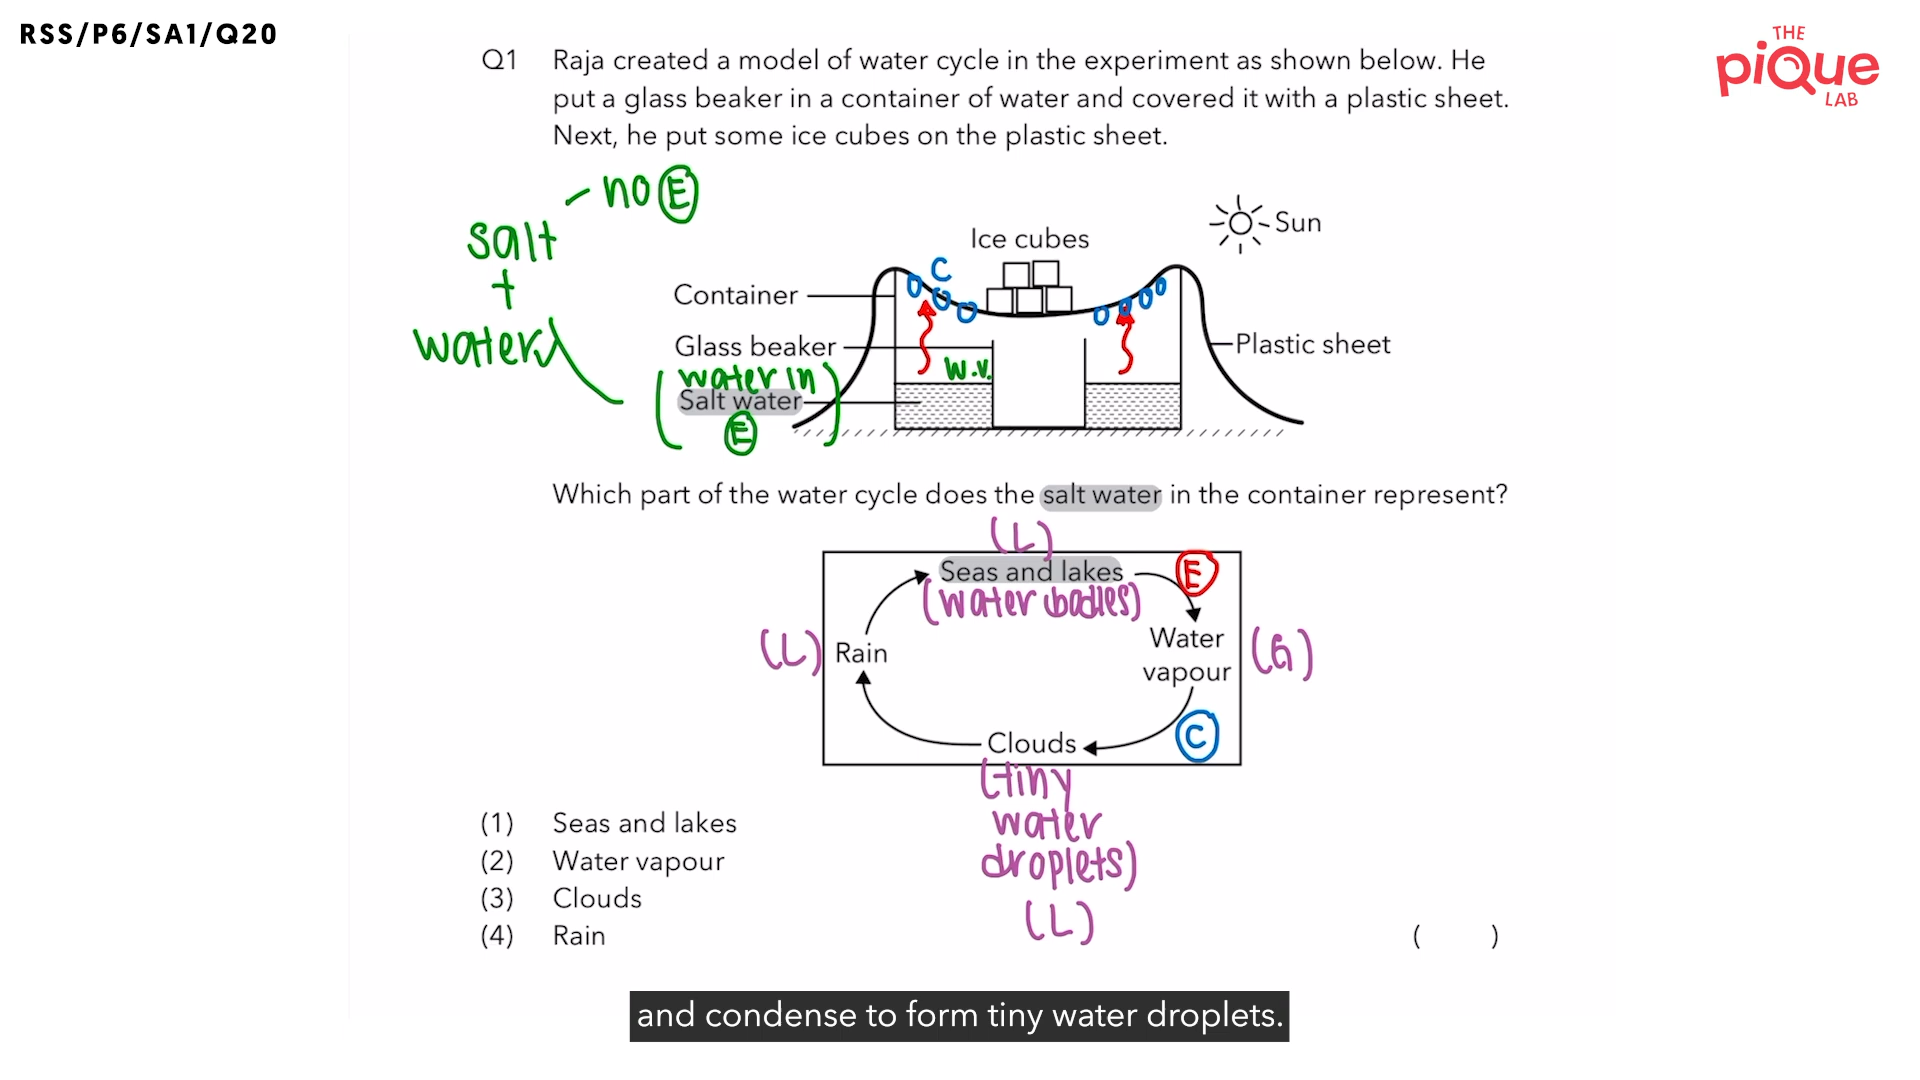 RSS/P6/SA1/Q20
THE
piQue
LAB
Q1 Raja created a model of water cycle in the experiment as shown below. He
put a glass beaker in a container of water and covered it with a plastic sheet.
Next, he put some ice cubes on the plastic sheet.
no E
salt
+
water
Sun
Ice cubes
C
Container
Glass beaker
Plastic sheet
W.V.
(water in
Salt water
E)
Which part of the water cycle does the salt water in the container represent?
(L)
Seas and lakes
E
(water bodies)
(L)
Rain
Water
vapour
(G)
C
Clouds
(tiny
water
droplets)
(L)
(1) Seas and lakes
(2) Water vapour
(3) Clouds
(4) Rain
( )
and condense to form tiny water droplets.